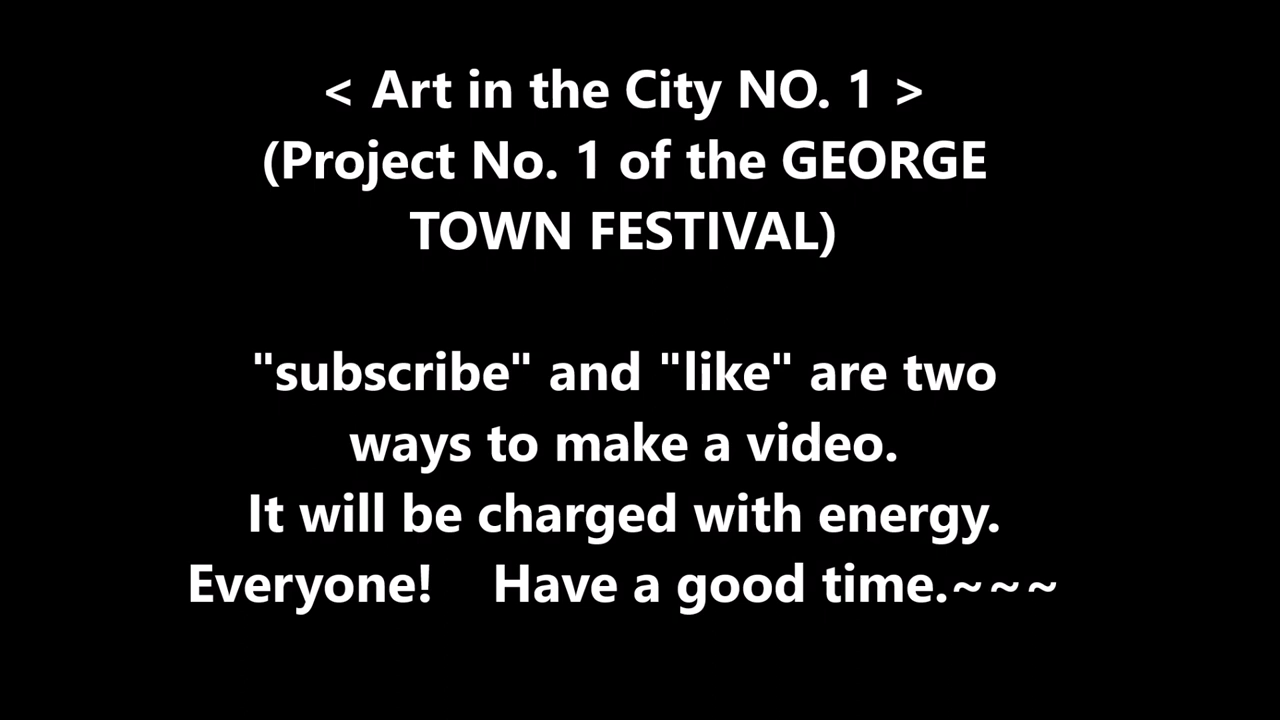 < Art in the City NO. 1 >
(Project No. 1 of the GEORGE
TOWN FESTIVAL)
"subscribe" and "like" are two
ways to make a video.
It will be charged with energy.
Everyone!    Have a good time.~~~